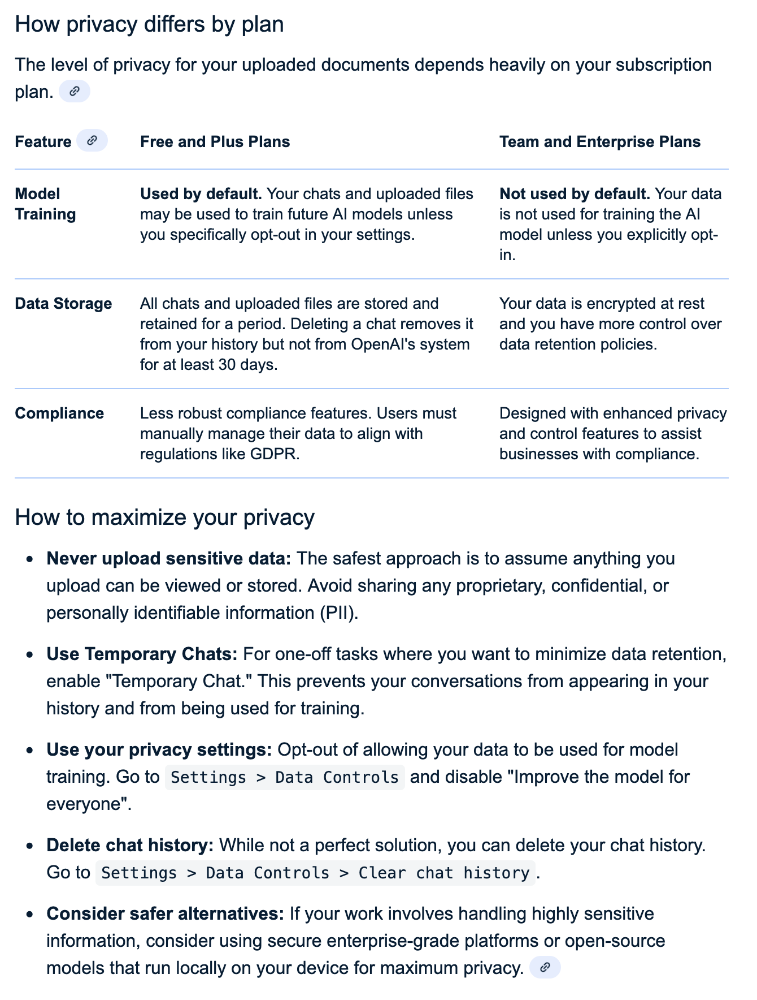 How privacy differs by plan
The level of privacy for your uploaded documents depends heavily on your subscription
plan.
Feature
Free and Plus Plans
Team and Enterprise Plans
Model
Training
Used by default. Your chats and uploaded files
may be used to train future AI models unless
you specifically opt-out in your settings.
Not used by default. Your data
is not used for training the AI
model unless you explicitly opt-
in.
Data Storage
All chats and uploaded files are stored and
retained for a period. Deleting a chat removes it
from your history but not from OpenAI's system
for at least 30 days.
Your data is encrypted at rest
and you have more control over
data retention policies.
Compliance
Less robust compliance features. Users must
manually manage their data to align with
regulations like GDPR.
Designed with enhanced privacy
and control features to assist
businesses with compliance.
How to maximize your privacy
• Never upload sensitive data: The safest approach is to assume anything you
upload can be viewed or stored. Avoid sharing any proprietary, confidential, or
personally identifiable information (PII).
• Use Temporary Chats: For one-off tasks where you want to minimize data retention,
enable "Temporary Chat." This prevents your conversations from appearing in your
history and from being used for training.
• Use your privacy settings: Opt-out of allowing your data to be used for model
training. Go to Settings > Data Controls and disable "Improve the model for
everyone".
• Delete chat history: While not a perfect solution, you can delete your chat history.
Go to Settings > Data Controls > Clear chat history.
• Consider safer alternatives: If your work involves handling highly sensitive
information, consider using secure enterprise-grade platforms or open-source
models that run locally on your device for maximum privacy.